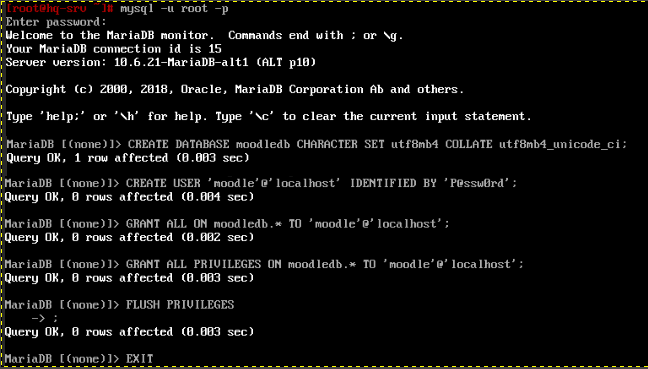 [root@hq-srv ~]# mysql -u root -p
Enter password:
Welcome to the MariaDB monitor.  Commands end with ; or \g.
Your MariaDB connection id is 15
Server version: 10.6.21-MariaDB-alt1 (ALT p10)
Copyright (c) 2000, 2018, Oracle, MariaDB Corporation Ab and others.
Type 'help;' or '\h' for help. Type '\c' to clear the current input statement.
MariaDB [(none)]> CREATE DATABASE moodledb CHARACTER SET utf8mb4 COLLATE utf8mb4_unicode_ci;
Query OK, 1 row affected (0.003 sec)
MariaDB [(none)]> CREATE USER 'moodle'@'localhost' IDENTIFIED BY 'P@ssw0rd';
Query OK, 0 rows affected (0.004 sec)
MariaDB [(none)]> GRANT ALL ON moodledb.* TO 'moodle'@'localhost';
Query OK, 0 rows affected (0.002 sec)
MariaDB [(none)]> GRANT ALL PRIVILEGES ON moodledb.* TO 'moodle'@'localhost';
Query OK, 0 rows affected (0.003 sec)
MariaDB [(none)]> FLUSH PRIVILEGES
    -> ;
Query OK, 0 rows affected (0.003 sec)
MariaDB [(none)]> EXIT